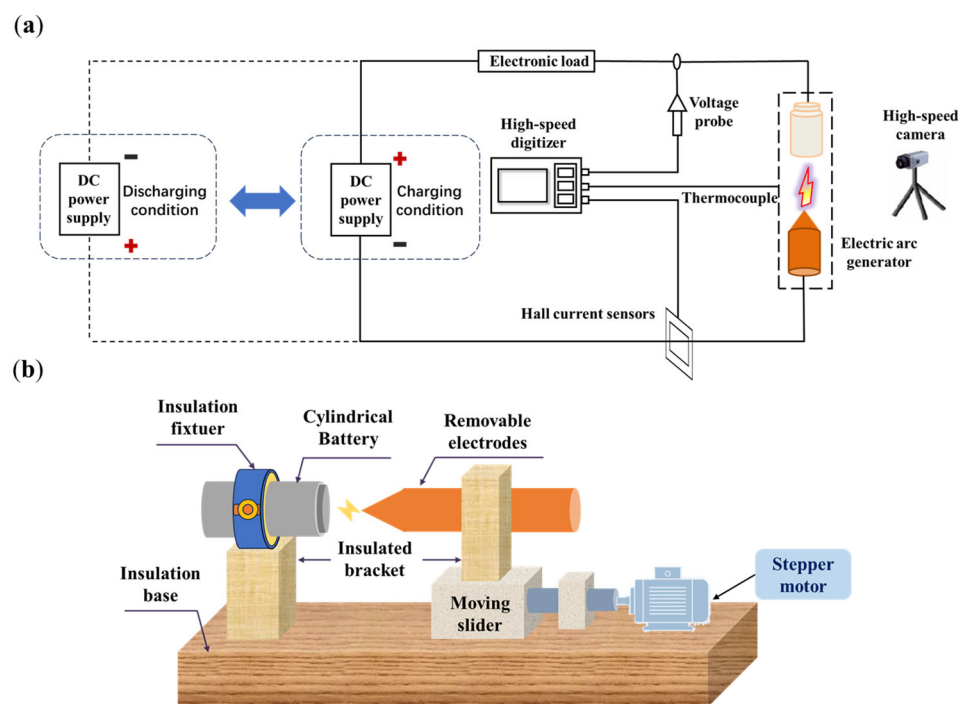 (a)
Electronic load
Voltage
probe
High-speed
digitizer
High-speed
camera
−
+
DC
power
supply
Discharging
condition
DC
power
supply
Charging
condition
Thermocouple
+
−
Electric arc
generator
Hall current sensors
(b)
Insulation
fixtuer
Cylindrical
Battery
Removable
electrodes
Insulated
bracket
Insulation
base
Moving
slider
Stepper
motor